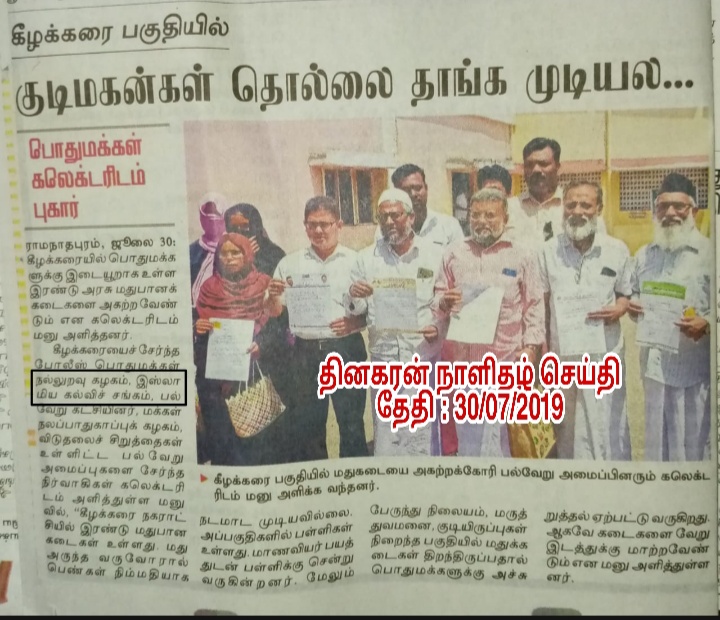 கீழக்கரை பகுதியில்
குடிமகன்கள் தொல்லை தாங்க முடியல...
பொதுமக்கள்
கலெக்டரிடம்
புகார்
ராமநாதபுரம், ஜூலை 30:
கீழக்கரையில் பொதுமக்க
ளுக்கு இடையூறாக உள்ள
இரண்டு அரசு மதுபானக்
கடைகளை அகற்ற வேண்
டும் என கலெக்டரிடம்
மனு அளித்தனர்.
கீழக்கரையைச் சேர்ந்த
போலீஸ் பொதுமக்கள்
நல்லுறவு கழகம், இஸ்லா
மிய கல்விச் சங்கம், பல்
வேறு கட்சியினர், மக்கள்
நலபாதுகாப்புக் கழகம்,
விடுதலைச் சிறுத்தைகள்
உள்ளிட்ட பல்வேறு
அமைப்புகளை சேர்ந்த
நிர்வாகிகள் கலெக்டரி
டம் அளித்துள்ள மனு
வில், "கீழக்கரை நகராட்
சியில் இரண்டு மதுபான
கடைகள் உள்ளது. மது
அருந்த வருவோரால்
பெண்கள் நிம்மதியாக
தினகரன் நாளிதழ் செய்தி
தேதி : 30/07/2019
கீழக்கரை பகுதியில் மதுகடையை அகற்றக்கோரி பல்வேறு அமைப்பினரும் கலெக்ட
ரிடம் மனு அளிக்க வந்தனர்.
நடமாட முடியவில்லை.
அப்பகுதிகளில் பள்ளிகள்
உள்ளது. மாணவியர் பயத்
துடன் பள்ளிக்கு சென்று
வருகின்றனர். மேலும்
பேருந்து நிலையம், மருத்
துவமனை, குடியிருப்புகள்
நிறைந்த பகுதியில் மதுக்க
டைகள் திறந்திருப்பதால்
பொதுமக்களுக்கு அச்சு
றுத்தல் ஏற்பட்டு வருகிறது.
ஆகவே கடைகளை வேறு
இடத்துக்கு மாற்றவேண்
டும் என மனு அளித்துள்ள
னர்.